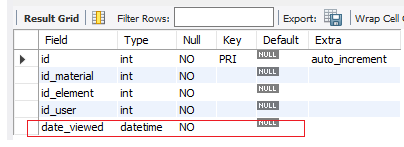 Result Grid Filter Rows: Export: Wrap Cell C
Field Type Null Key Default Extra
id int NO PRI NULL auto_increment
id_material int NO NULL
id_element int NO NULL
id_user int NO NULL
date_viewed datetime NO NULL